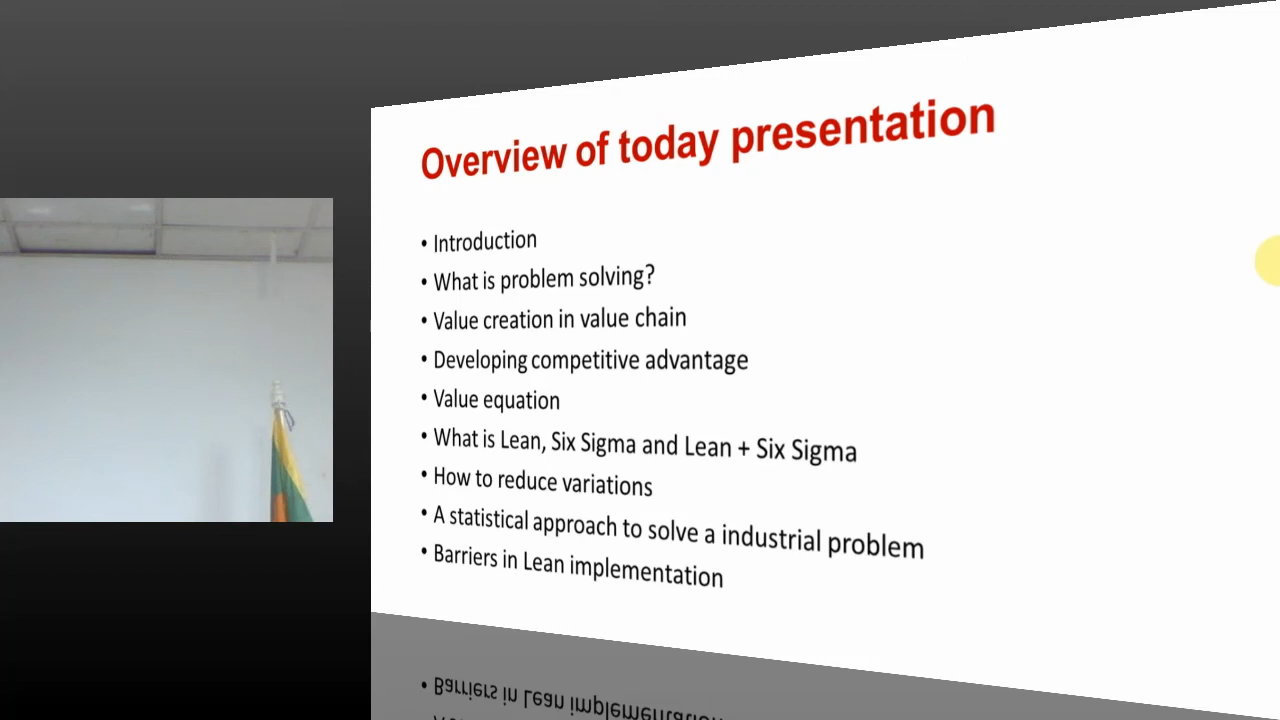 Overview of today presentation
• Introduction
• What is problem solving?
• Value creation in value chain
• Developing competitive advantage
• Value equation
• What is Lean, Six Sigma and Lean + Six Sigma
• How to reduce variations
• A statistical approach to solve a industrial problem
• Barriers in Lean implementation